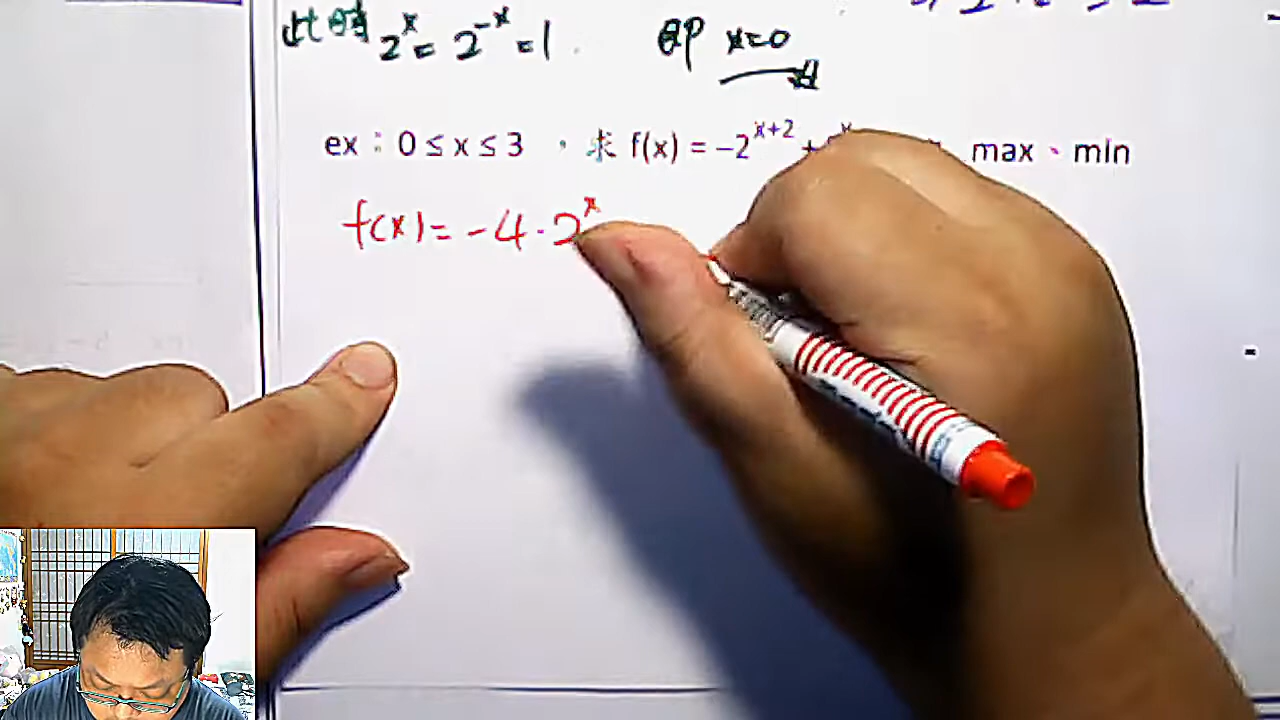 此時 2^x = 2^-x = 1. 即 x=0
ex：0 ≤ x ≤ 3 ，求 f(x) = -2^x+2 + max、min
f(x) = -4 · 2^x